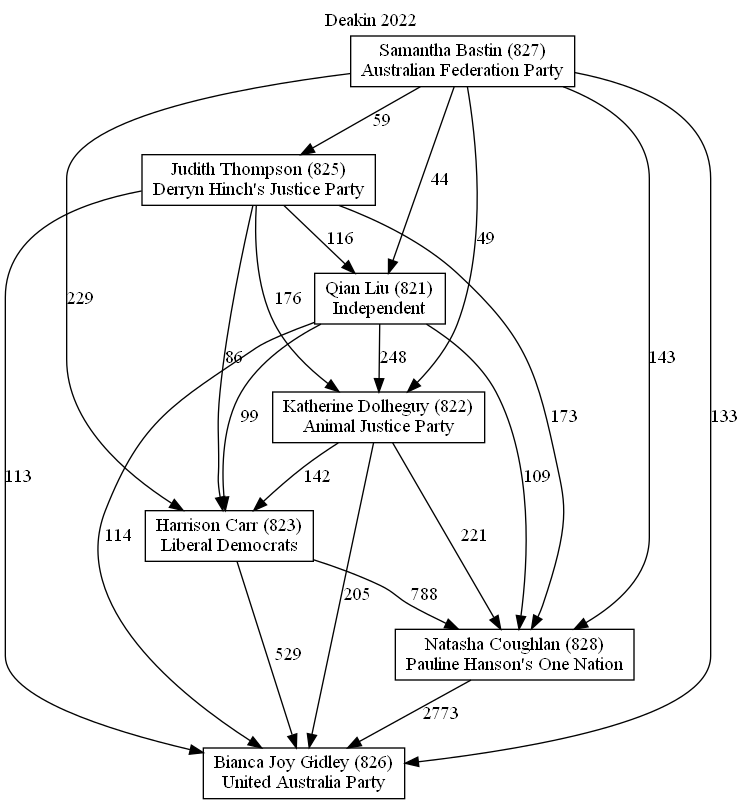 Deakin 2022
Samantha Bastin (827)
Australian Federation Party
59
Judith Thompson (825)
Derryn Hinch's Justice Party
44
116
49
Qian Liu (821)
Independent
229
176
86
248
143
Katherine Dolheguy (822)
Animal Justice Party
99
173
133
113
142
109
Harrison Carr (823)
Liberal Democrats
114
221
205
788
Natasha Coughlan (828)
Pauline Hanson's One Nation
529
2773
Bianca Joy Gidley (826)
United Australia Party